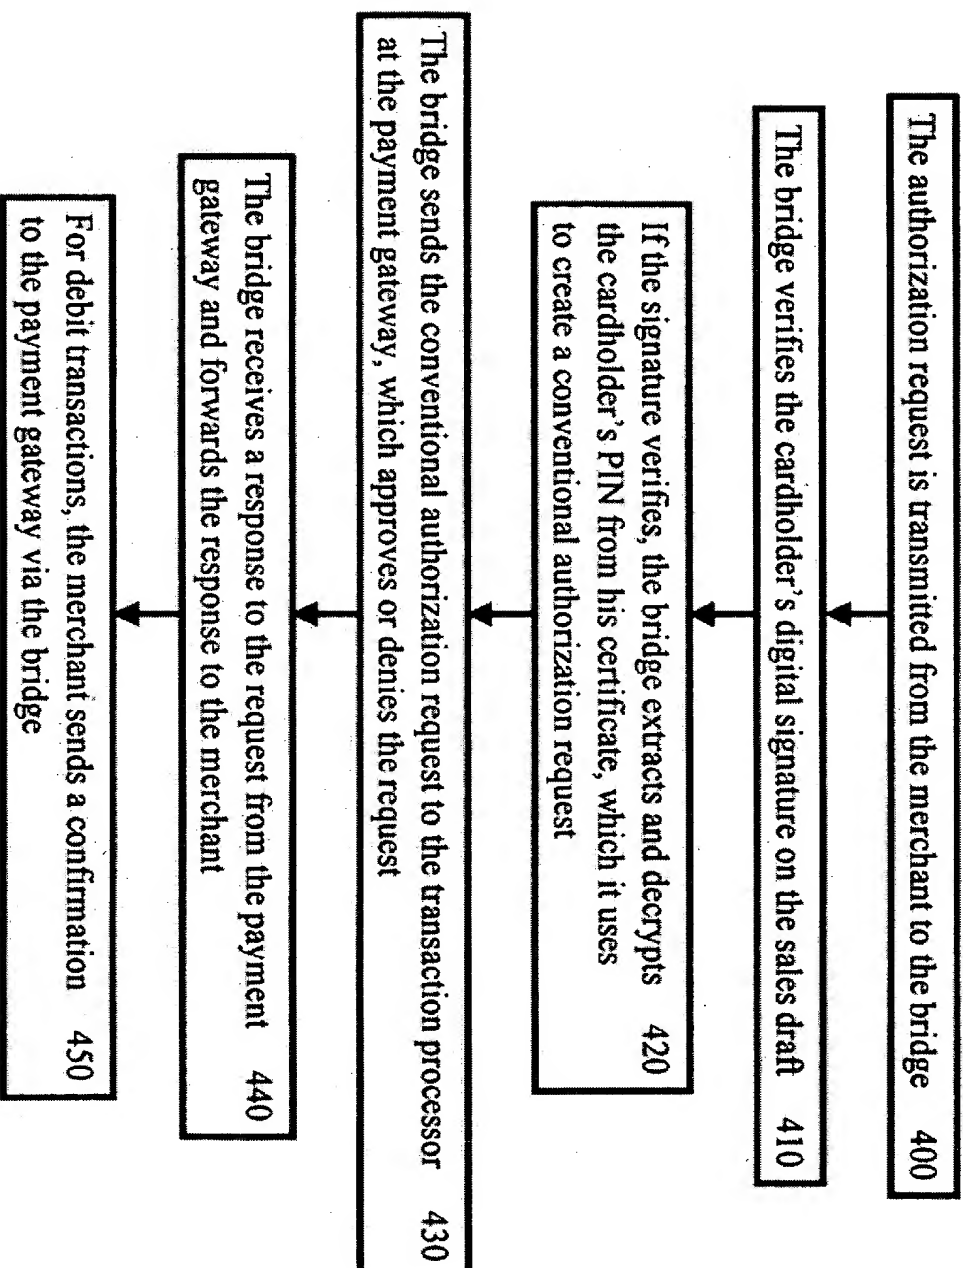 The authorization request is transmitted from the merchant to the bridge 400
The bridge verifies the cardholder's digital signature on the sales draft 410
If the signature verifies, the bridge extracts and decrypts
the cardholder's PIN from his certificate, which it uses 420
to create a conventional authorization request
The bridge sends the conventional authorization request to the transaction processor 430
at the payment gateway, which approves or denies the request
The bridge receives a response to the request from the payment 440
gateway and forwards the response to the merchant
For debit transactions, the merchant sends a confirmation 450
to the payment gateway via the bridge